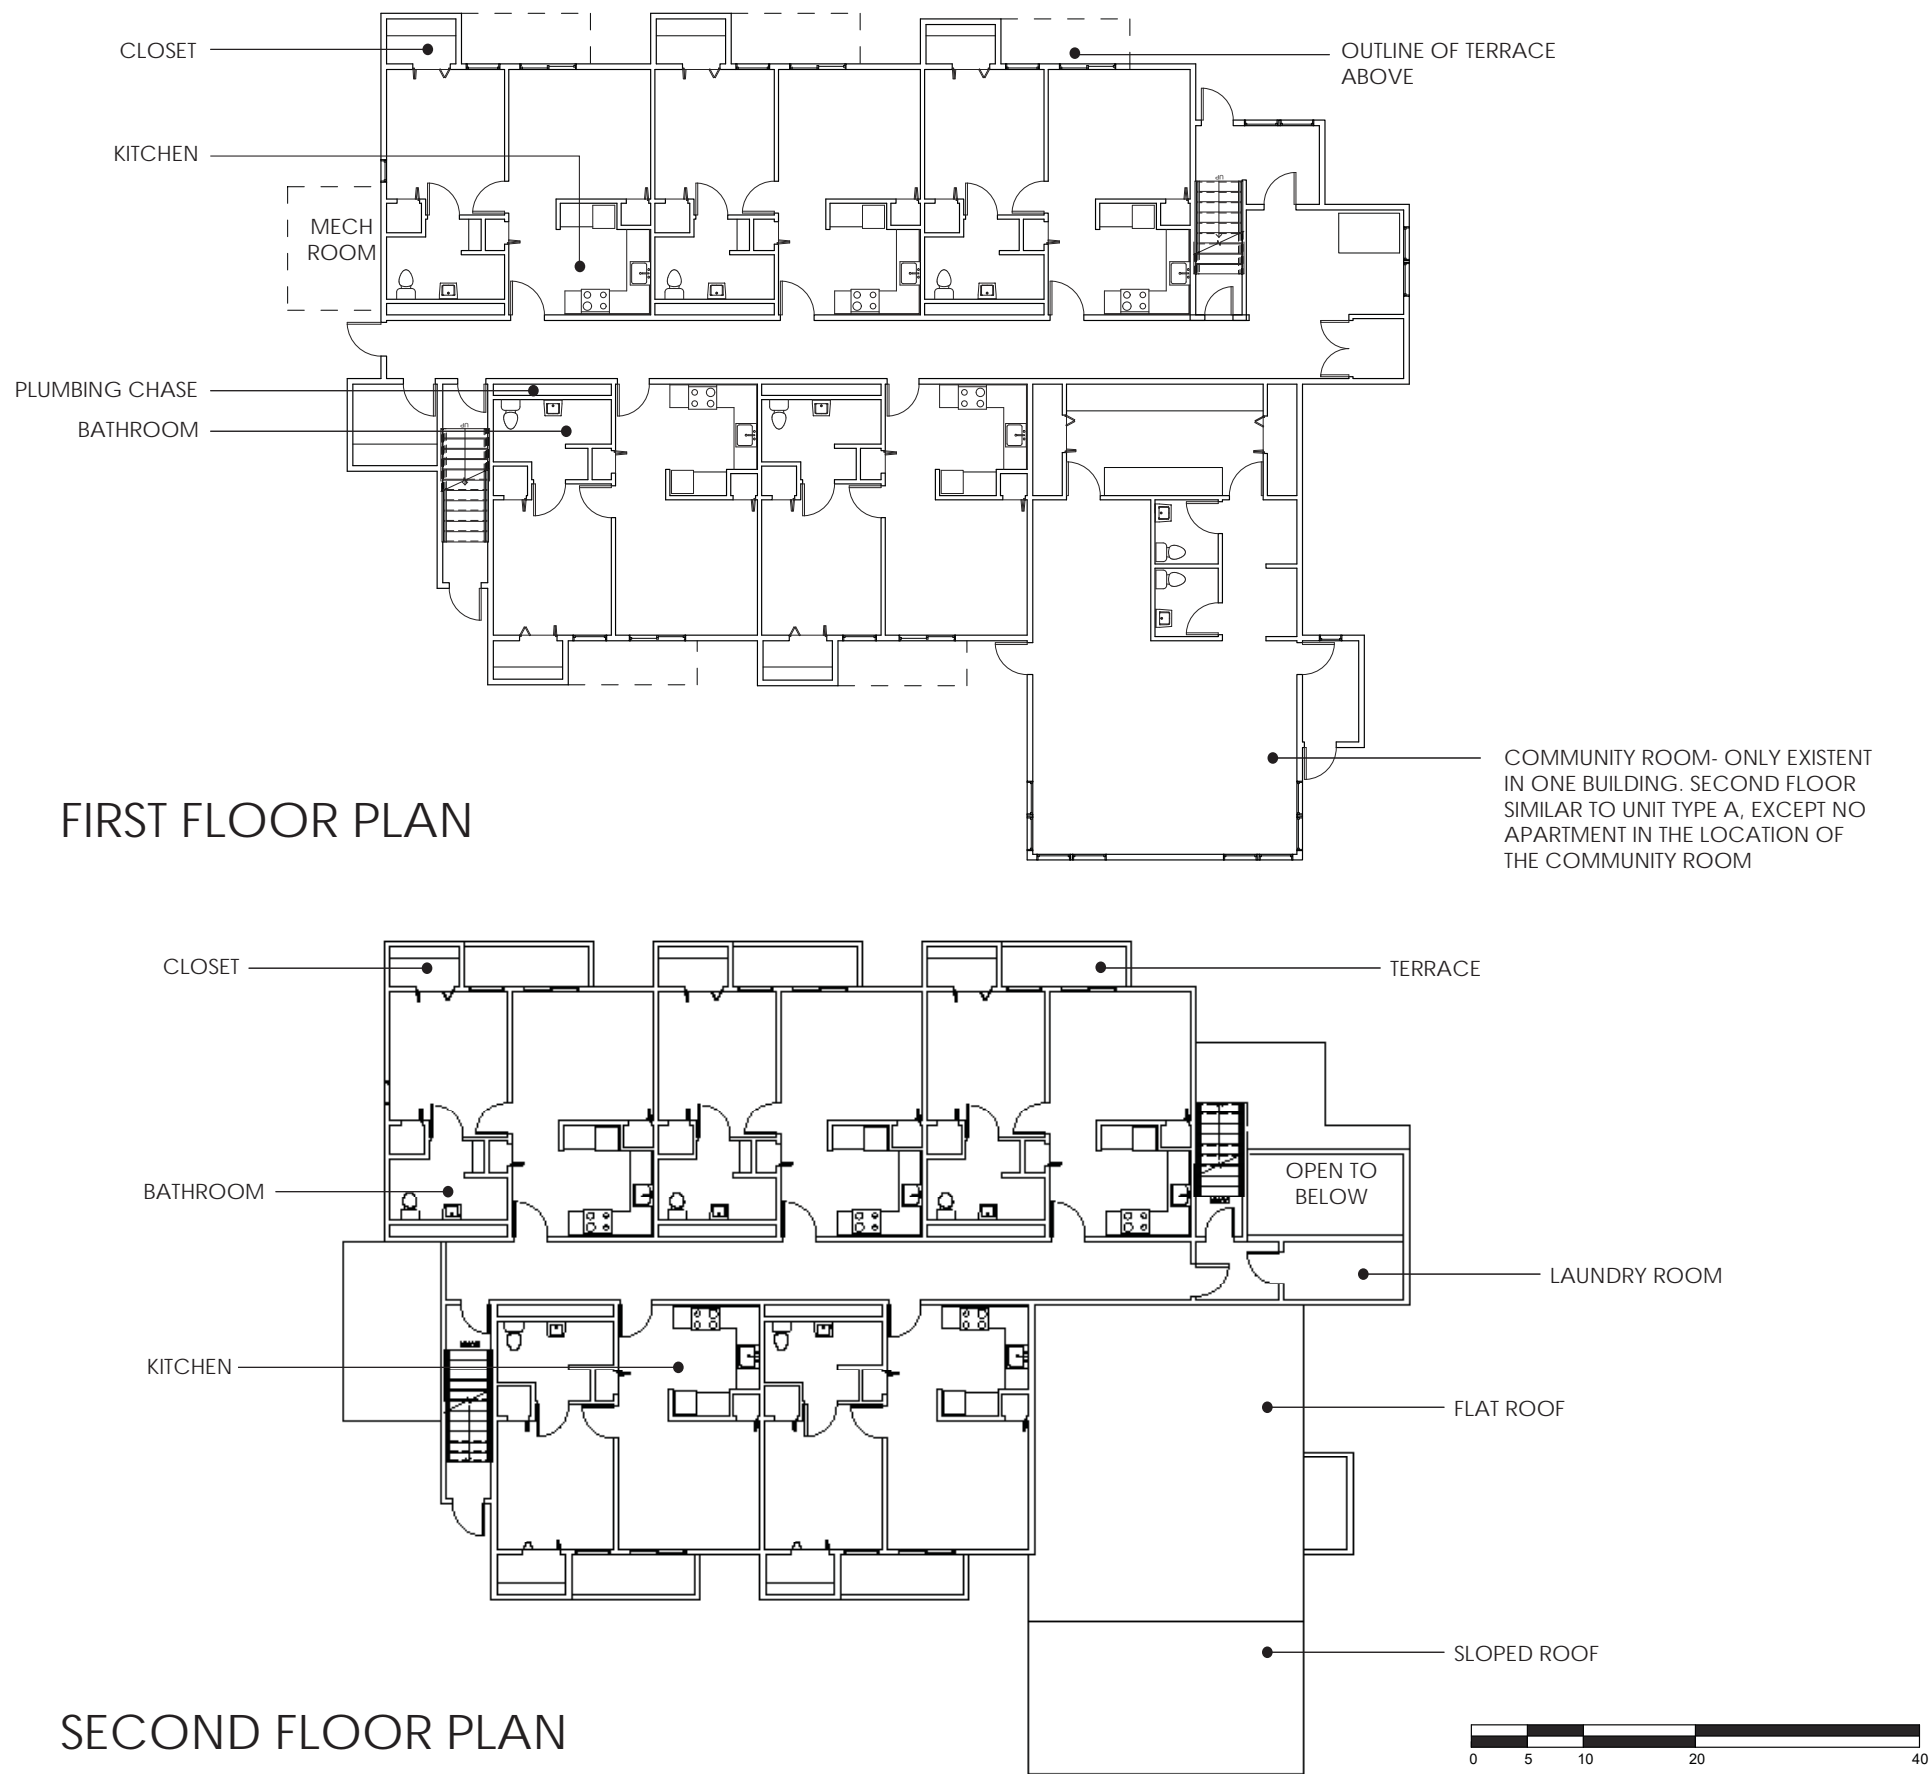 CLOSET
OUTLINE OF TERRACE
ABOVE
KITCHEN
UP
MECH
ROOM
PLUMBING CHASE
BATHROOM
UP
COMMUNITY ROOM- ONLY EXISTENT
IN ONE BUILDING. SECOND FLOOR
SIMILAR TO UNIT TYPE A, EXCEPT NO
APARTMENT IN THE LOCATION OF
THE COMMUNITY ROOM
FIRST FLOOR PLAN
CLOSET
TERRACE
OPEN TO
BELOW
BATHROOM
LAUNDRY ROOM
KITCHEN
FLAT ROOF
SLOPED ROOF
SECOND FLOOR PLAN
0 5 10 20 40